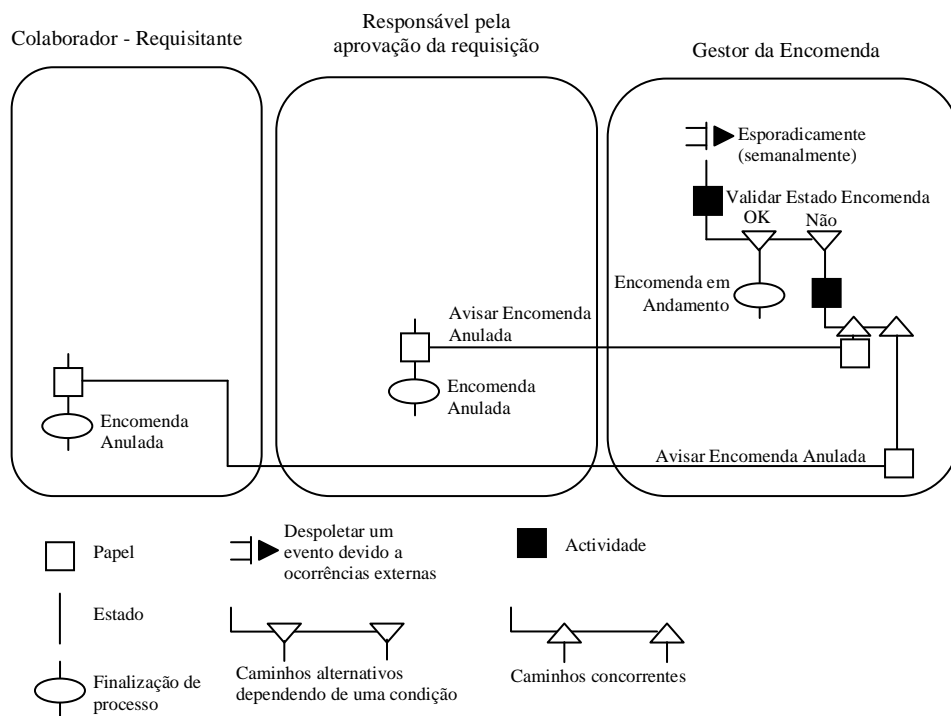 Colaborador - Requisitante
Responsável pela
aprovação da requisição
Gestor da Encomenda
Esporadicamente
(semanalmente)
Validar Estado Encomenda
OK
Não
Encomenda em
Andamento
Avisar Encomenda
Anulada
Encomenda
Anulada
Encomenda
Anulada
Avisar Encomenda Anulada
Papel
Despoletar um
evento devido a
ocorrências externas
Actividade
Estado
Caminhos alternativos
dependendo de uma condição
Caminhos concorrentes
Finalização de
processo